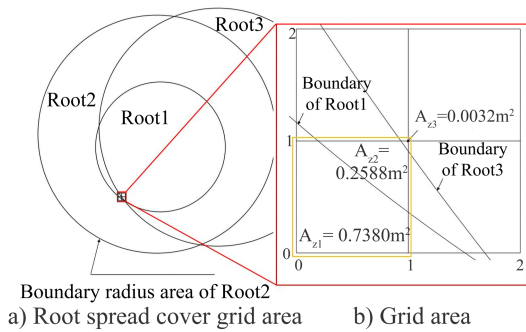 Root3
Root2
Root1
Boundary radius area of Root2
a) Root spread cover grid area
2
Boundary
of Root1
A_z3=0.0032m²
1
A_z2=
0.2588m²
Boundary
of Root3
A_z1= 0.7380m²
0
0
1
2
b) Grid area